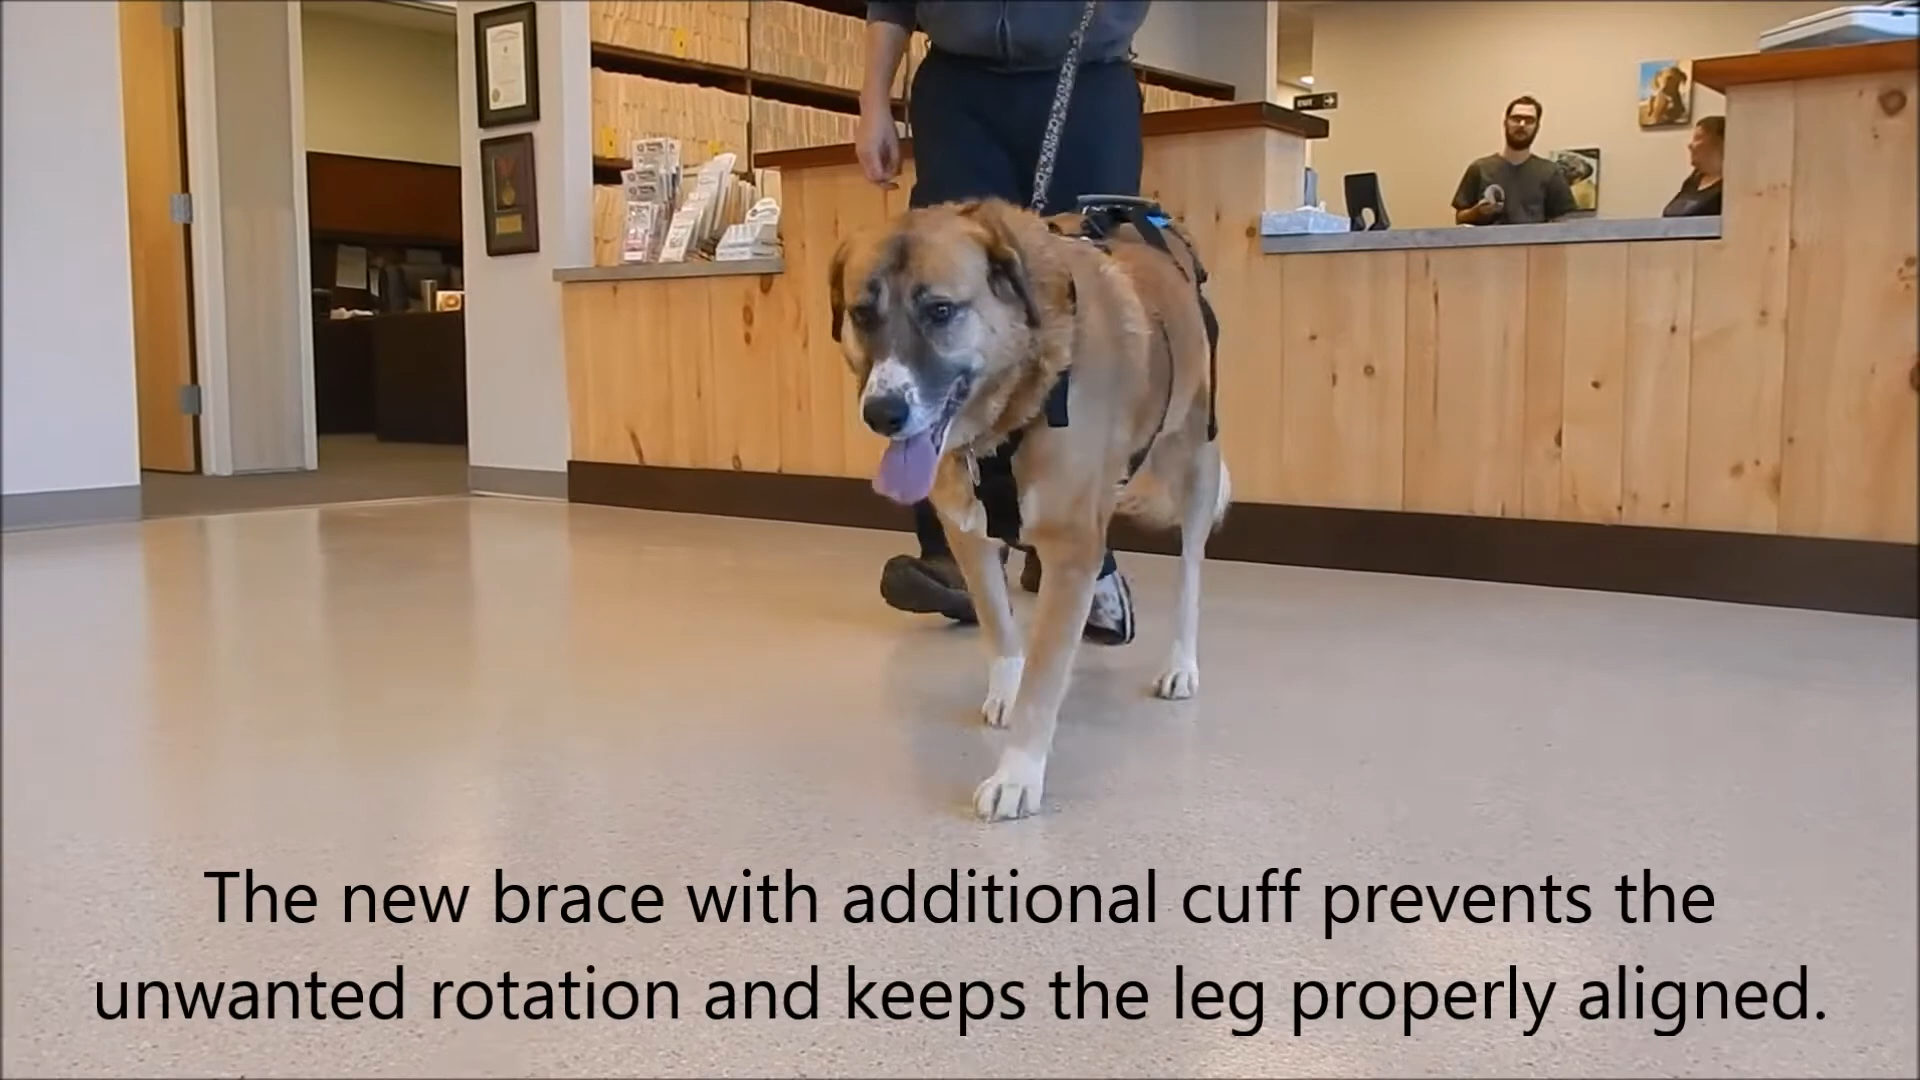 The new brace with additional cuff prevents the
unwanted rotation and keeps the leg properly aligned.